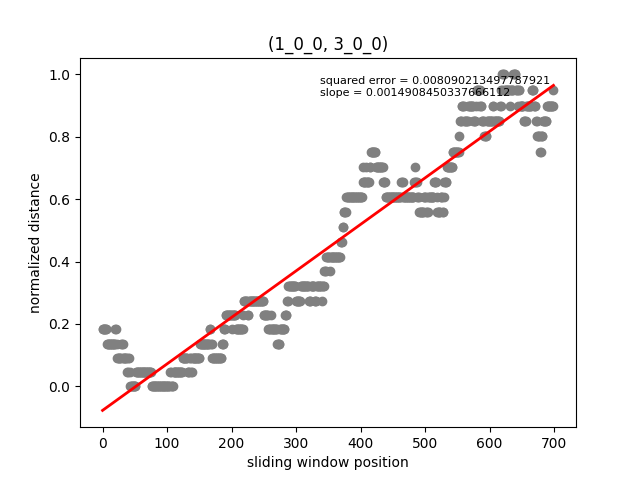 (1_0_0, 3_0_0)
squared error = 0.008090213497787921
slope = 0.0014908450337666112
1.0
0.8
0.6
0.4
0.2
0.0
normalized distance
0 100 200 300 400 500 600 700
sliding window position